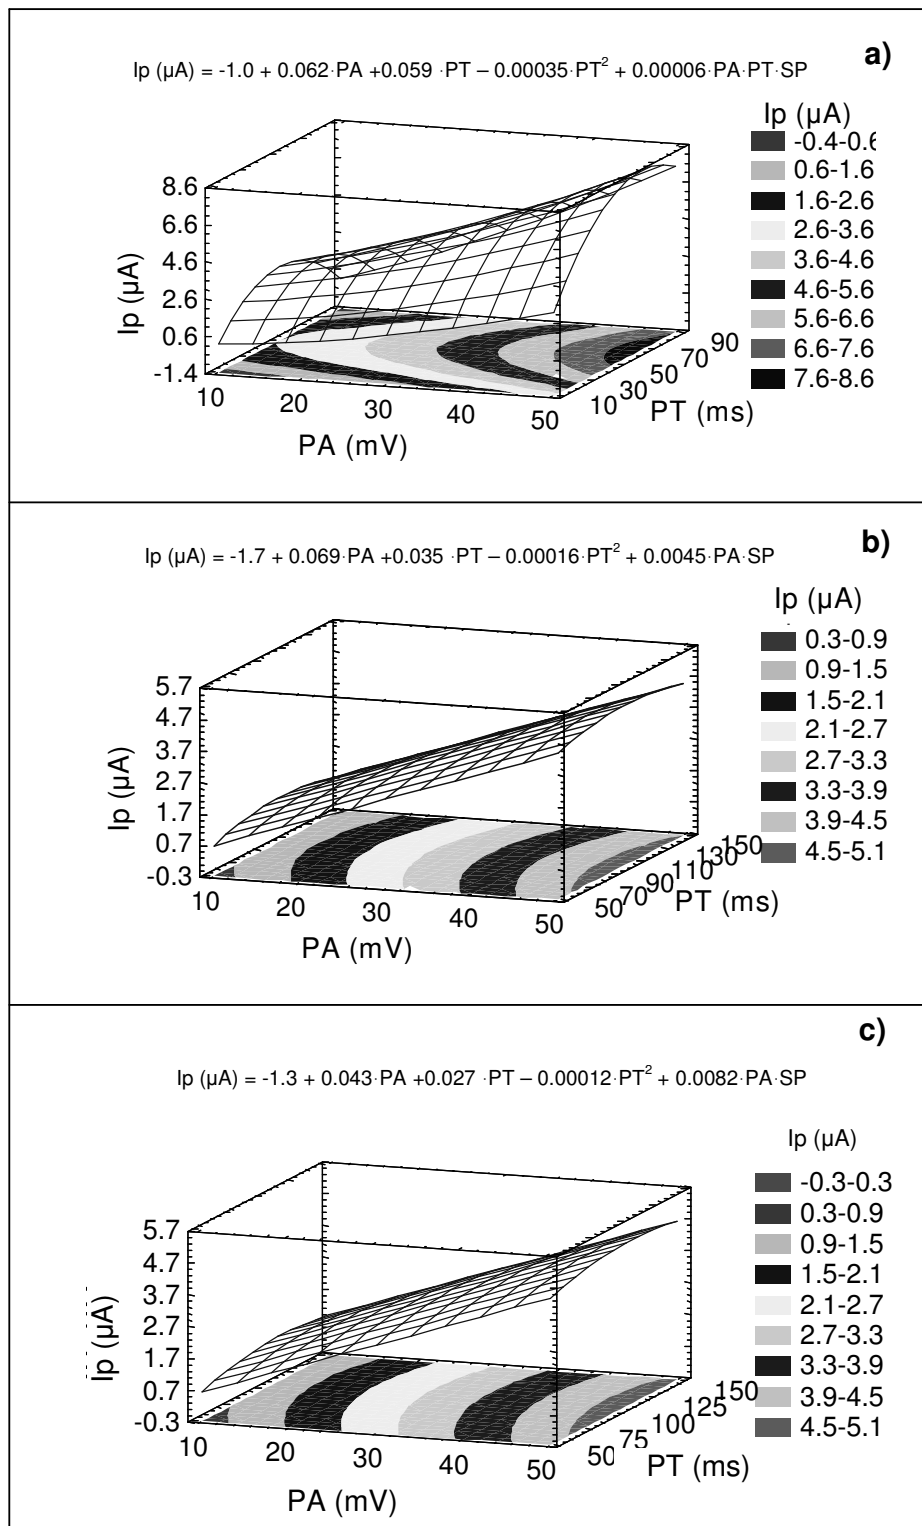 a)
Ip (µA) = -1.0 + 0.062·PA +0.059 ·PT – 0.00035·PT² + 0.00006·PA·PT·SP
Ip (µA)
-0.4-0.6
0.6-1.6
1.6-2.6
2.6-3.6
3.6-4.6
4.6-5.6
5.6-6.6
6.6-7.6
7.6-8.6
8.6
6.6
4.6
2.6
0.6
-1.4
Ip (µA)
10 20 30 40 50
PA (mV)
10 30 50 70 90
PT (ms)
b)
Ip (µA) = -1.7 + 0.069·PA +0.035 ·PT – 0.00016·PT² + 0.0045·PA·SP
Ip (µA)
0.3-0.9
0.9-1.5
1.5-2.1
2.1-2.7
2.7-3.3
3.3-3.9
3.9-4.5
4.5-5.1
5.7
4.7
3.7
2.7
1.7
0.7
-0.3
Ip (µA)
10 20 30 40 50
PA (mV)
50 70 90 110 130 150
PT (ms)
c)
Ip (µA) = -1.3 + 0.043·PA +0.027 ·PT – 0.00012·PT² + 0.0082·PA·SP
Ip (µA)
-0.3-0.3
0.3-0.9
0.9-1.5
1.5-2.1
2.1-2.7
2.7-3.3
3.3-3.9
3.9-4.5
4.5-5.1
5.7
4.7
3.7
2.7
1.7
0.7
-0.3
Ip (µA)
10 20 30 40 50
PA (mV)
50 75 100 125 150
PT (ms)